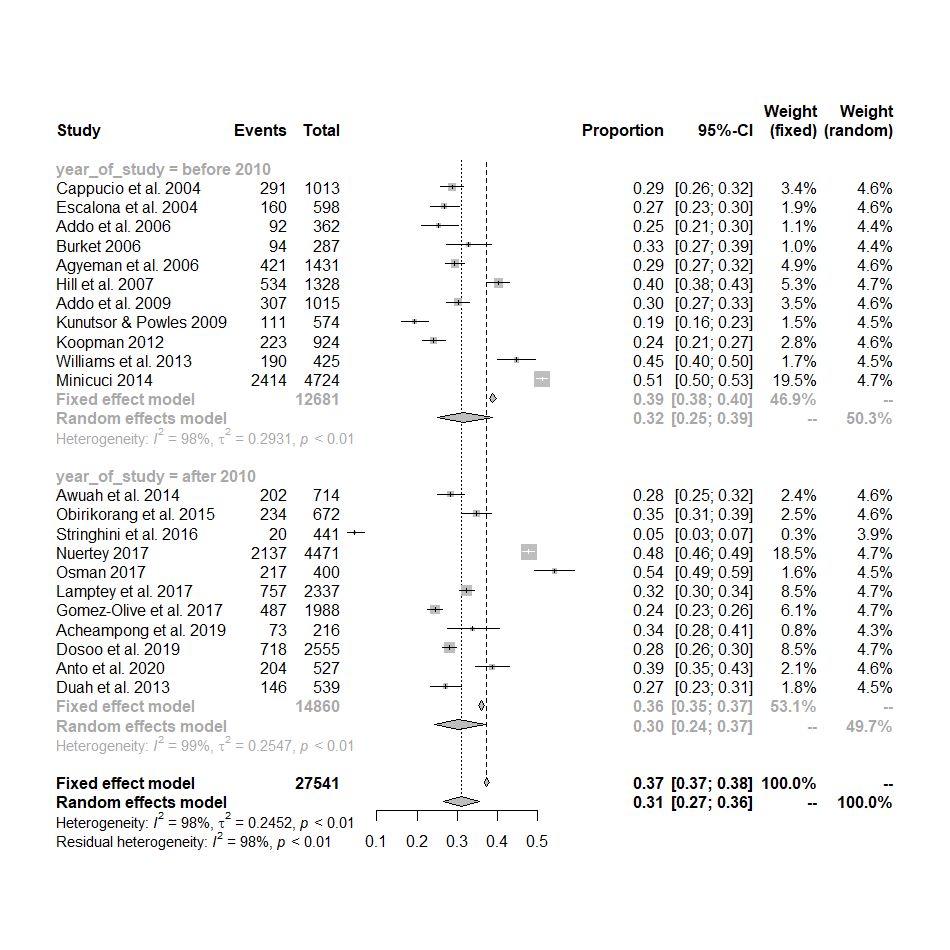 Weight Weight
Study Events Total Proportion 95%-CI (fixed) (random)
year_of_study = before 2010
Cappucio et al. 2004 291 1013 0.29 [0.26; 0.32] 3.4% 4.6%
Escalona et al. 2004 160 598 0.27 [0.23; 0.30] 1.9% 4.6%
Addo et al. 2006 92 362 0.25 [0.21; 0.30] 1.1% 4.4%
Burket 2006 94 287 0.33 [0.27; 0.39] 1.0% 4.4%
Agyeman et al. 2006 421 1431 0.29 [0.27; 0.32] 4.9% 4.6%
Hill et al. 2007 534 1328 0.40 [0.38; 0.43] 5.3% 4.7%
Addo et al. 2009 307 1015 0.30 [0.27; 0.33] 3.5% 4.6%
Kunutsor & Powles 2009 111 574 0.19 [0.16; 0.23] 1.5% 4.5%
Koopman 2012 223 924 0.24 [0.21; 0.27] 2.8% 4.6%
Williams et al. 2013 190 425 0.45 [0.40; 0.50] 1.7% 4.5%
Minicuci 2014 2414 4724 0.51 [0.50; 0.53] 19.5% 4.7%
Fixed effect model 12681 0.39 [0.38; 0.40] 46.9% --
Random effects model 0.32 [0.25; 0.39] -- 50.3%
Heterogeneity: I² = 98%, τ² = 0.2931, p < 0.01
year_of_study = after 2010
Awuah et al. 2014 202 714 0.28 [0.25; 0.32] 2.4% 4.6%
Obirikorang et al. 2015 234 672 0.35 [0.31; 0.39] 2.5% 4.6%
Stringhini et al. 2016 20 441 0.05 [0.03; 0.07] 0.3% 3.9%
Nuertey 2017 2137 4471 0.48 [0.46; 0.49] 18.5% 4.7%
Osman 2017 217 400 0.54 [0.49; 0.59] 1.6% 4.5%
Lamptey et al. 2017 757 2337 0.32 [0.30; 0.34] 8.5% 4.7%
Gomez-Olive et al. 2017 487 1988 0.24 [0.23; 0.26] 6.1% 4.7%
Acheampong et al. 2019 73 216 0.34 [0.28; 0.41] 0.8% 4.3%
Dosoo et al. 2019 718 2555 0.28 [0.26; 0.30] 8.5% 4.7%
Anto et al. 2020 204 527 0.39 [0.35; 0.43] 2.1% 4.6%
Duah et al. 2013 146 539 0.27 [0.23; 0.31] 1.8% 4.5%
Fixed effect model 14860 0.36 [0.35; 0.37] 53.1% --
Random effects model 0.30 [0.24; 0.37] -- 49.7%
Heterogeneity: I² = 99%, τ² = 0.2547, p < 0.01
Fixed effect model 27541 0.37 [0.37; 0.38] 100.0% --
Random effects model 0.31 [0.27; 0.36] -- 100.0%
Heterogeneity: I² = 98%, τ² = 0.2452, p < 0.01
Residual heterogeneity: I² = 98%, p < 0.01 0.1 0.2 0.3 0.4 0.5